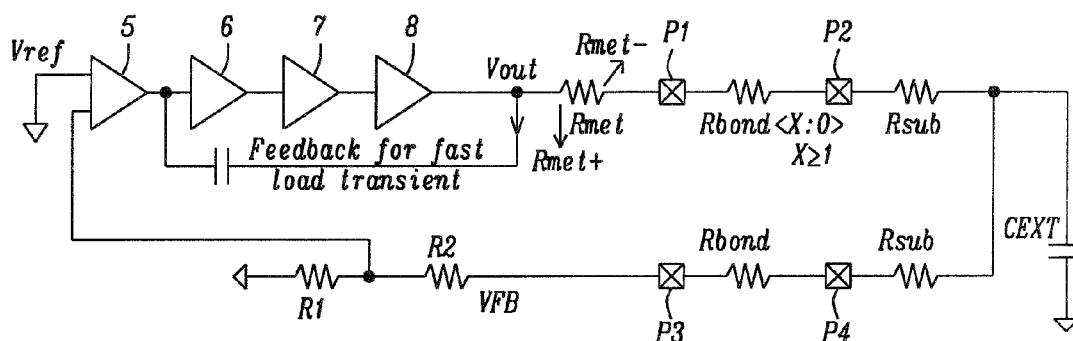 5
6
7
8
P1
P2
Vref
Rmet-
Vout
Rmet
Rmet+
Rbond<X:0>
X≥1
Rsub
Feedback for fast
load transient
CEXT
R2
Rbond
Rsub
R1
VFB
P3
P4